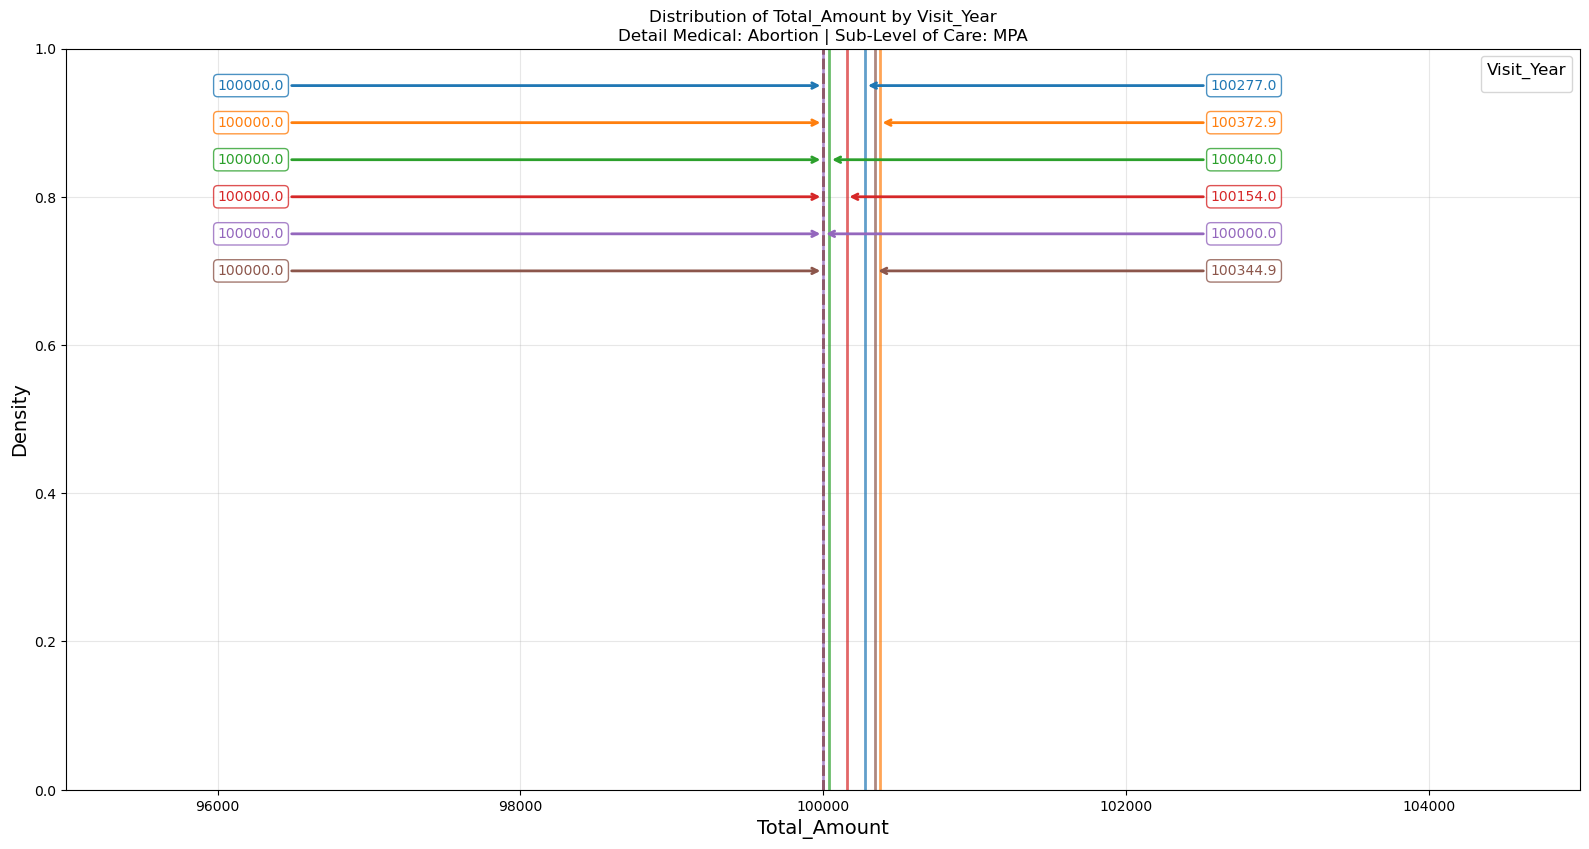 Distribution of Total_Amount by Visit_Year
Detail Medical: Abortion | Sub-Level of Care: MPA
Visit_Year
1.0
0.8
0.6
0.4
0.2
0.0
Density
100000.0 100277.0
100000.0 100372.9
100000.0 100040.0
100000.0 100154.0
100000.0 100000.0
100000.0 100344.9
96000 98000 100000 102000 104000
Total_Amount